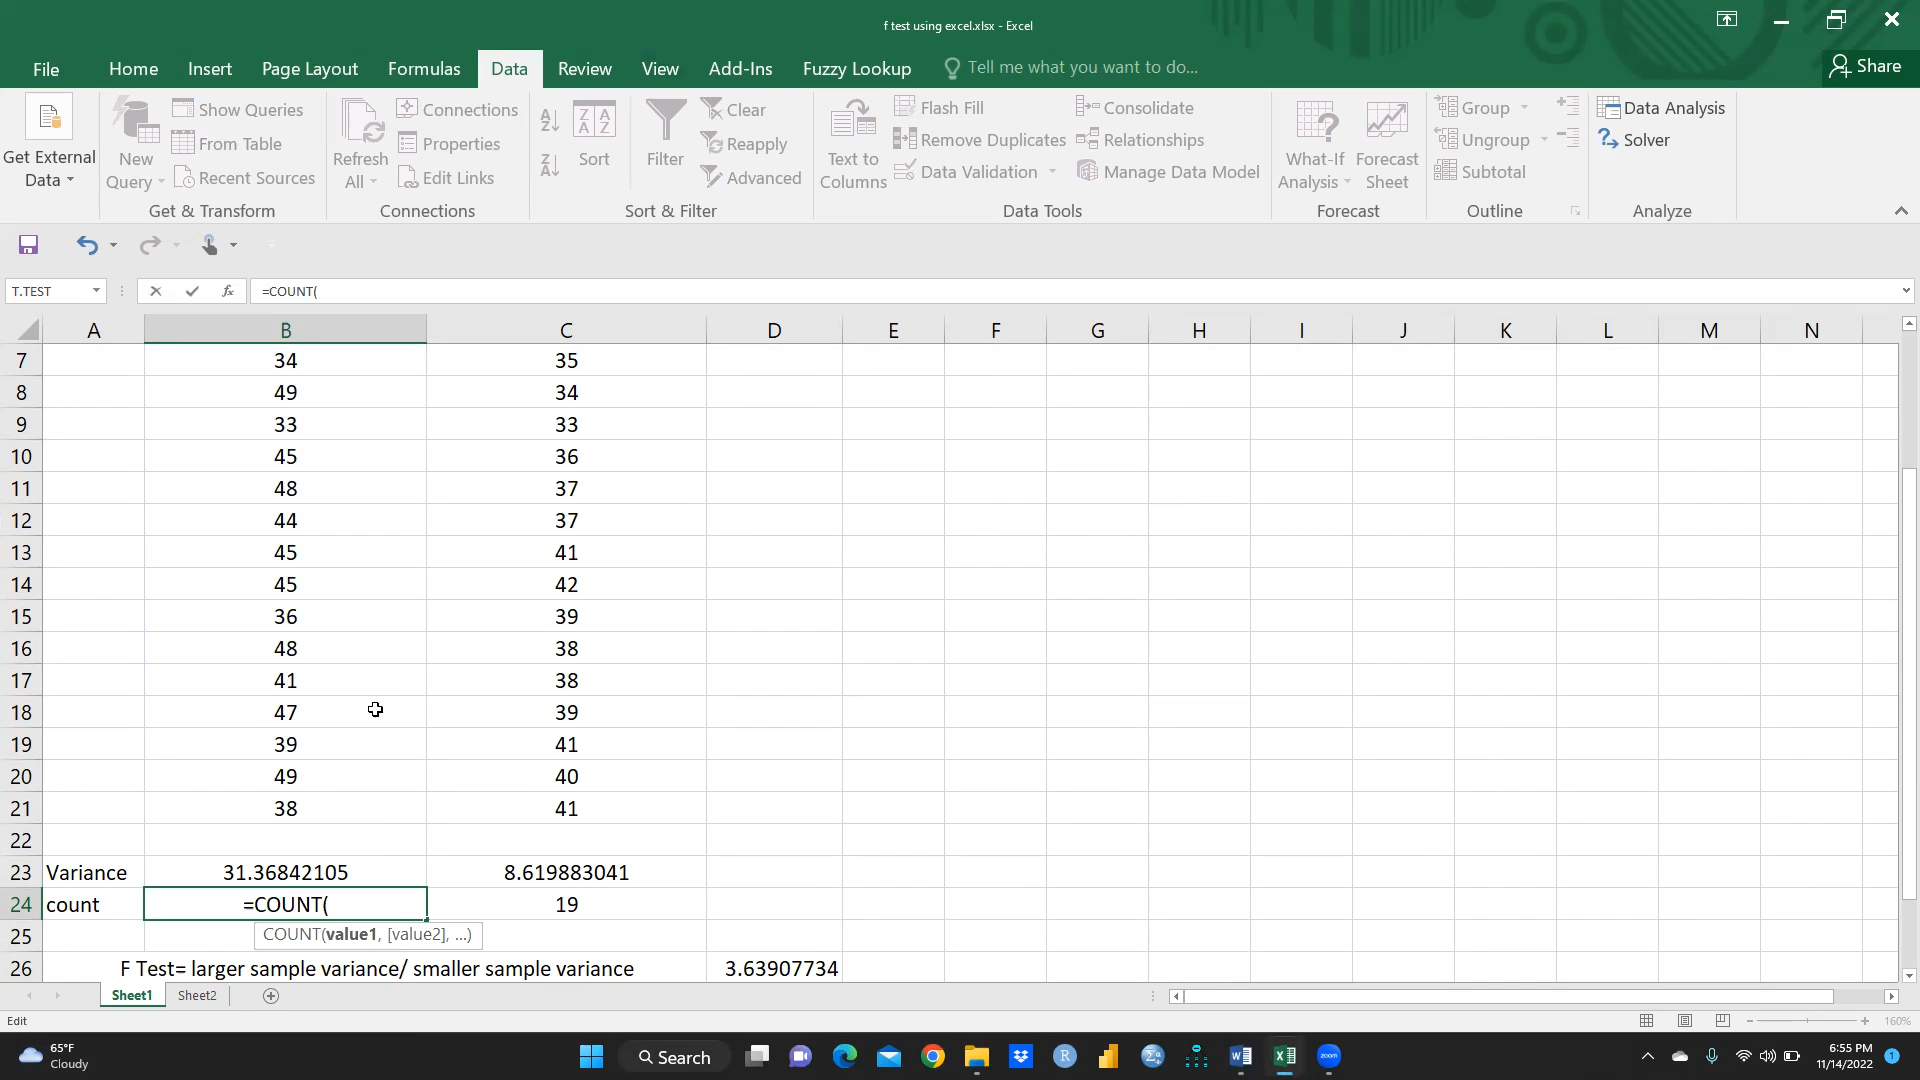 f test using excel.xlsx - Excel
File Home Insert Page Layout Formulas Data Review View Add-Ins Fuzzy Lookup Tell me what you want to do... Share
Get External Data
New Query
Show Queries
From Table
Recent Sources
Get & Transform
Refresh All
Connections
Properties
Edit Links
Connections
Sort
Filter
Clear
Reapply
Advanced
Sort & Filter
Text to Columns
Flash Fill
Remove Duplicates
Data Validation
Consolidate
Relationships
Manage Data Model
Data Tools
What-If Analysis
Forecast Sheet
Forecast
Group
Ungroup
Subtotal
Outline
Data Analysis
Solver
Analyze
T.TEST fx =COUNT(
A B C D E F G H I J K L M N
7 34 35
8 49 34
9 33 33
10 45 36
11 48 37
12 44 37
13 45 41
14 45 42
15 36 39
16 48 38
17 41 38
18 47 39
19 39 41
20 49 40
21 38 41
22
23 Variance 31.36842105 8.619883041
24 count =COUNT( 19
COUNT(value1, [value2], ...)
25
26 F Test= larger sample variance/ smaller sample variance 3.63907734
Sheet1 Sheet2
Edit
160%
65°F
Cloudy
Search
zoom
6:55 PM
11/14/2022
1